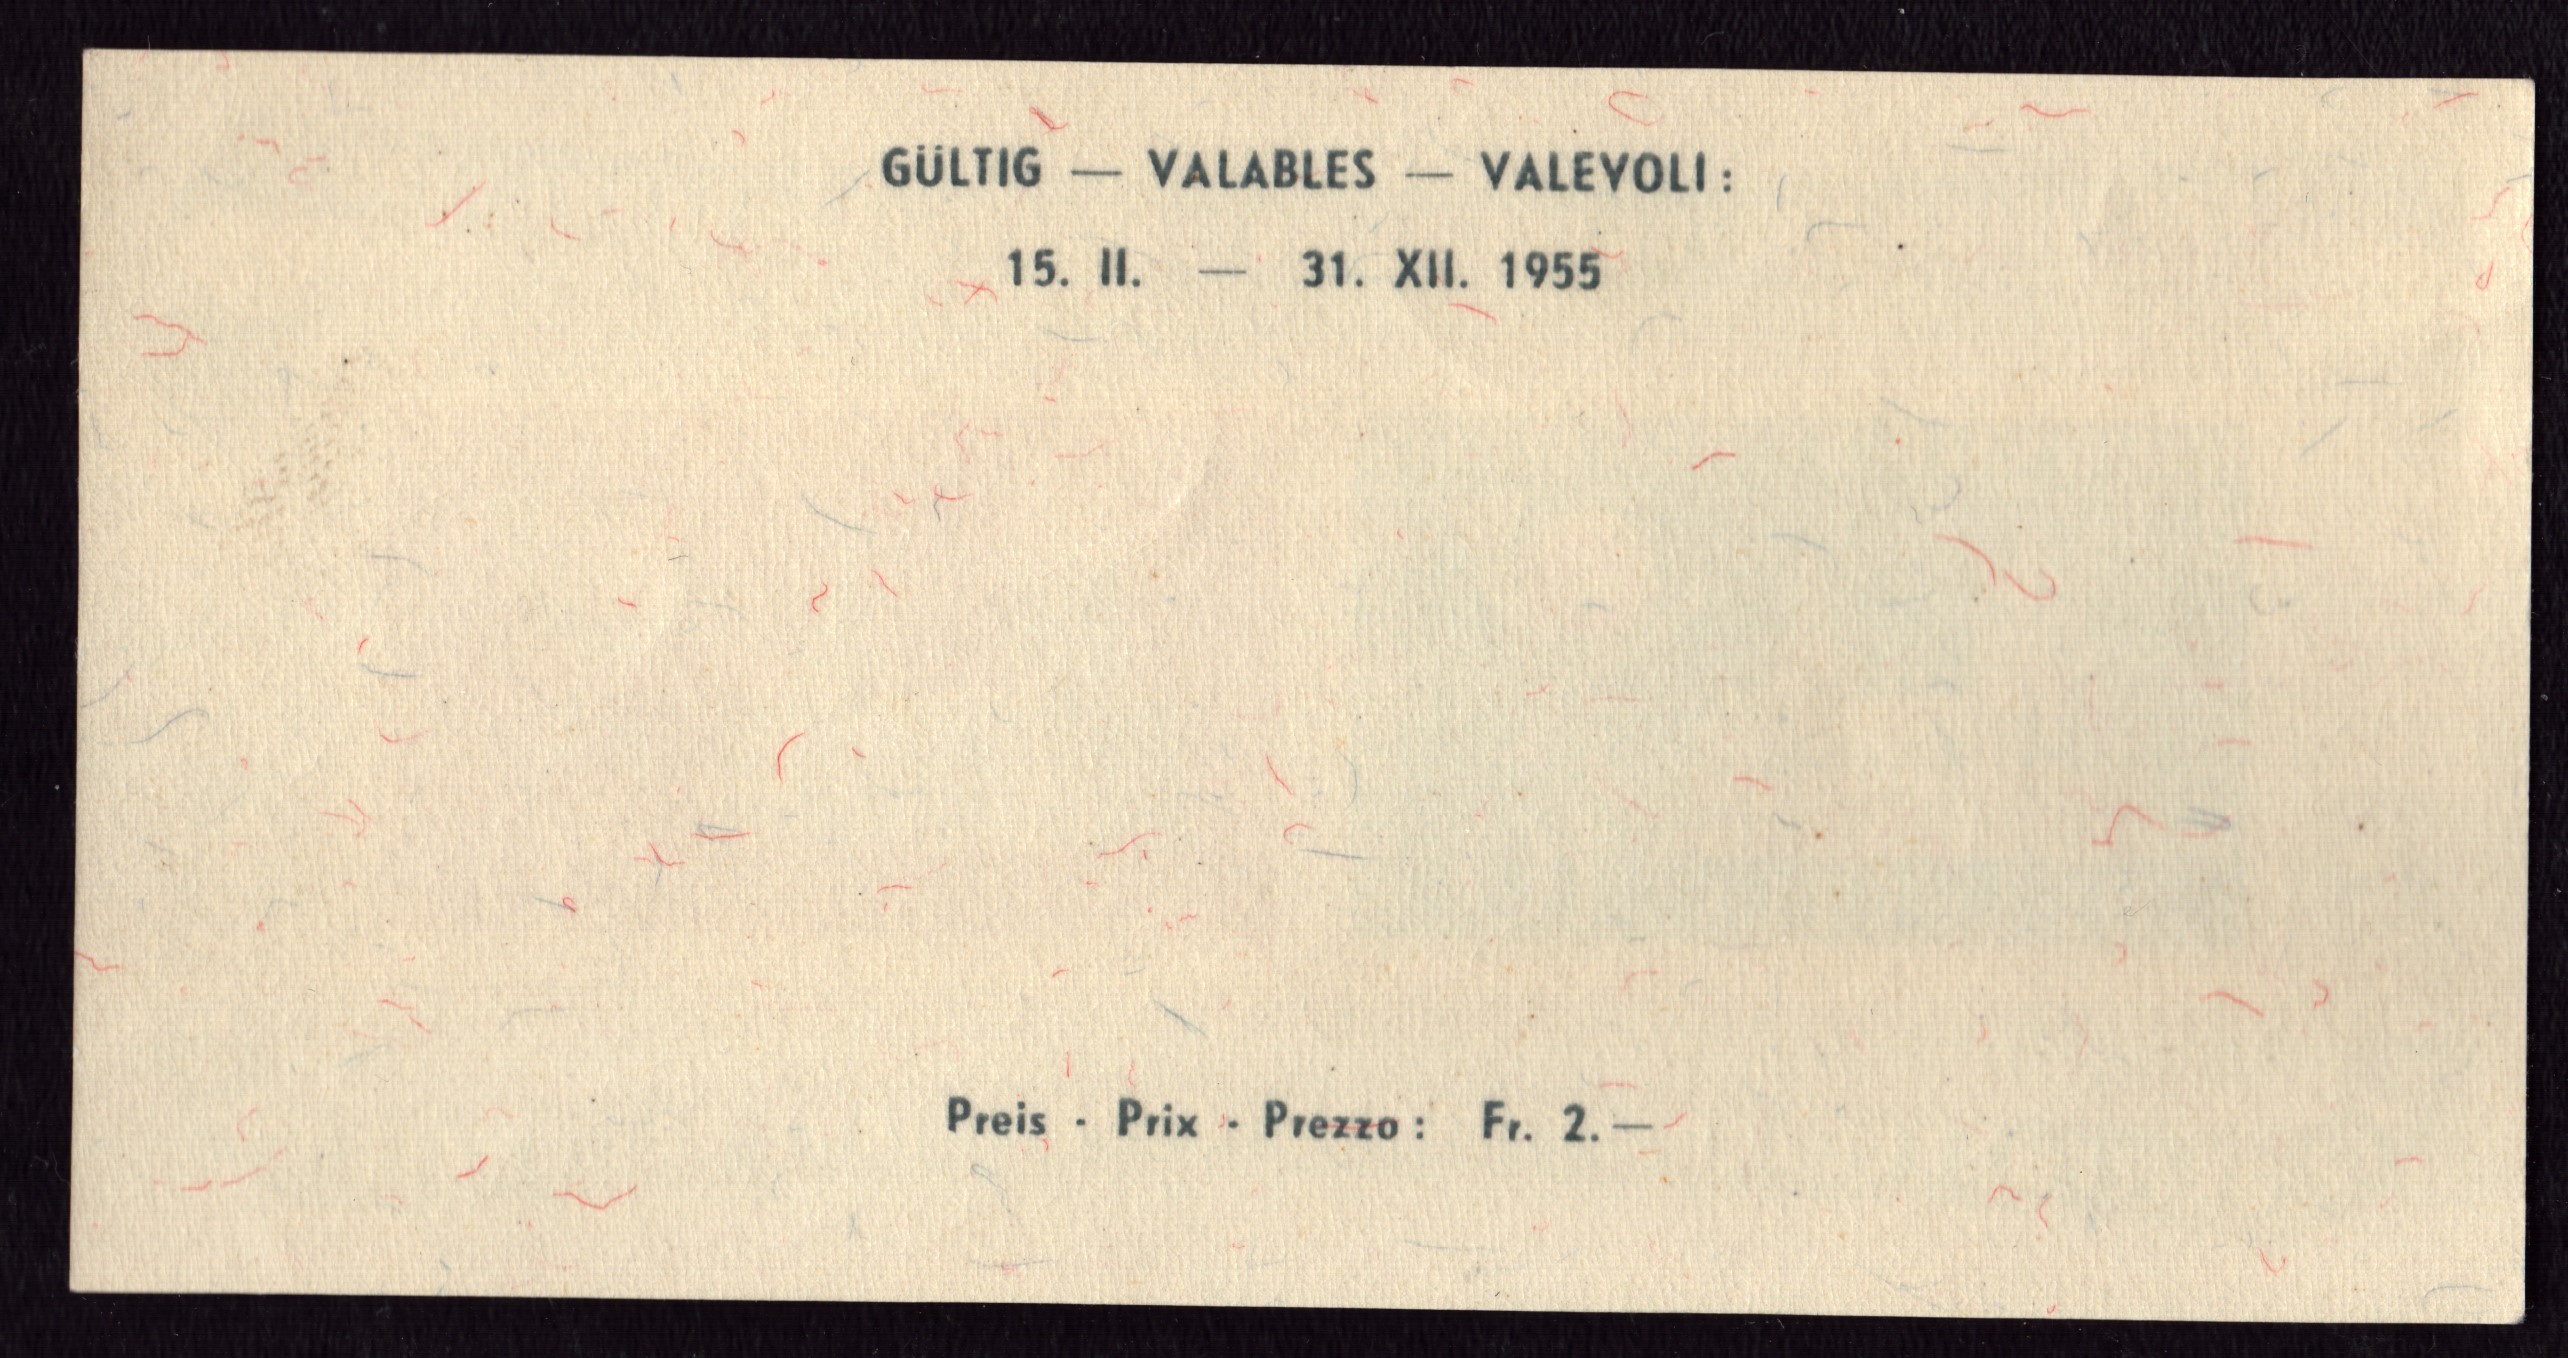 GÜLTIG — VALABLES — VALEVOLI:
15. II. — 31. XII. 1955
Preis - Prix - Prezzo: Fr. 2.—